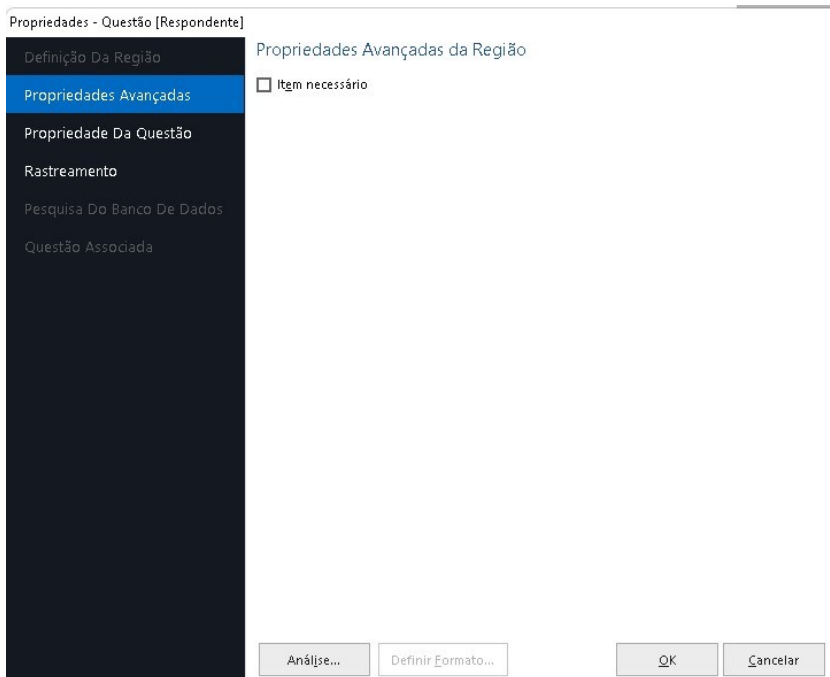 Propriedades - Questão [Respondente]
Definição Da Região
Propriedades Avançadas
Propriedade Da Questão
Rastreamento
Pesquisa Do Banco De Dados
Questão Associada
Propriedades Avançadas da Região
Item necessário
Análise...
Definir Formato...
OK
Cancelar